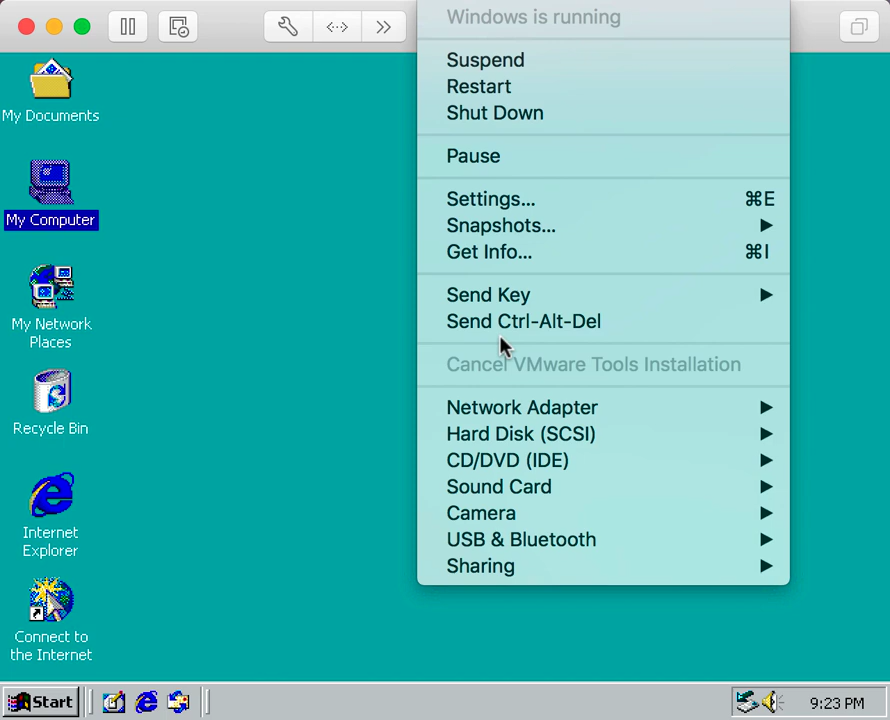 Windows is running
Suspend
Restart
Shut Down
Pause
Settings... ⌘E
Snapshots...
Get Info... ⌘I
Send Key
Send Ctrl-Alt-Del
Cancel VMware Tools Installation
Network Adapter
Hard Disk (SCSI)
CD/DVD (IDE)
Sound Card
Camera
USB & Bluetooth
Sharing
My Documents
My Computer
My Network
Places
Recycle Bin
Internet
Explorer
Connect to
the Internet
Start
9:23 PM